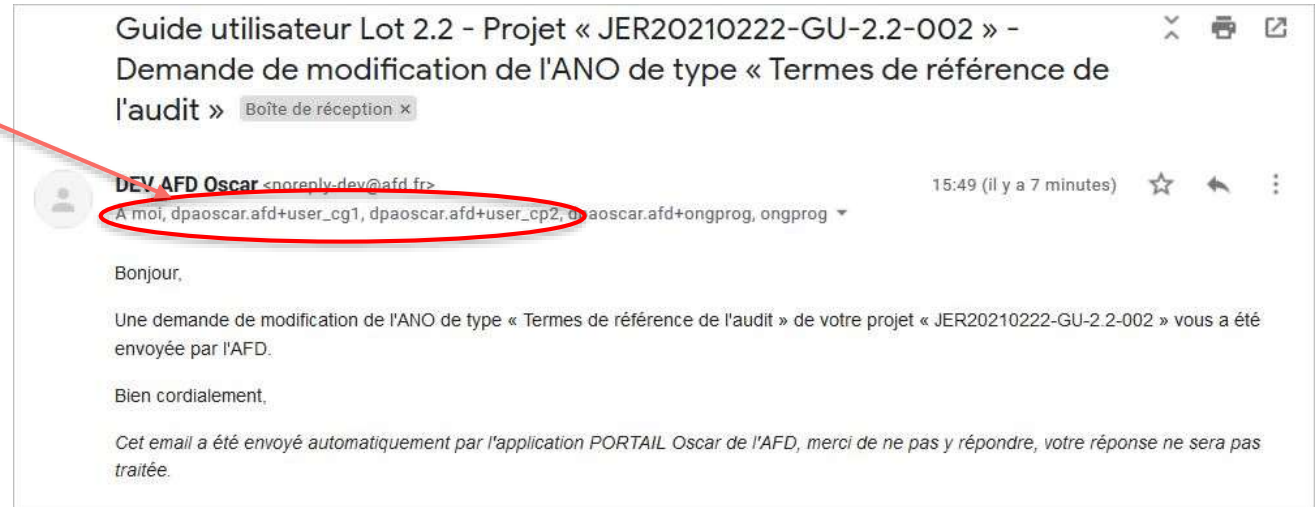 Guide utilisateur Lot 2.2 - Projet « JER20210222-GU-2.2-002 » -
Demande de modification de l'ANO de type « Termes de référence de
l'audit » Boîte de réception ×
DEV AFD Oscar <noreply-dev@afd.fr> 15:49 (il y a 7 minutes)
À moi, dpaoscar.afd+user_cg1, dpaoscar.afd+user_cp2, dpaoscar.afd+ongprog, ongprog
Bonjour,
Une demande de modification de l'ANO de type « Termes de référence de l'audit » de votre projet « JER20210222-GU-2.2-002 » vous a été
envoyée par l'AFD.
Bien cordialement,
Cet email a été envoyé automatiquement par l'application PORTAIL Oscar de l'AFD, merci de ne pas y répondre, votre réponse ne sera pas
traitée.